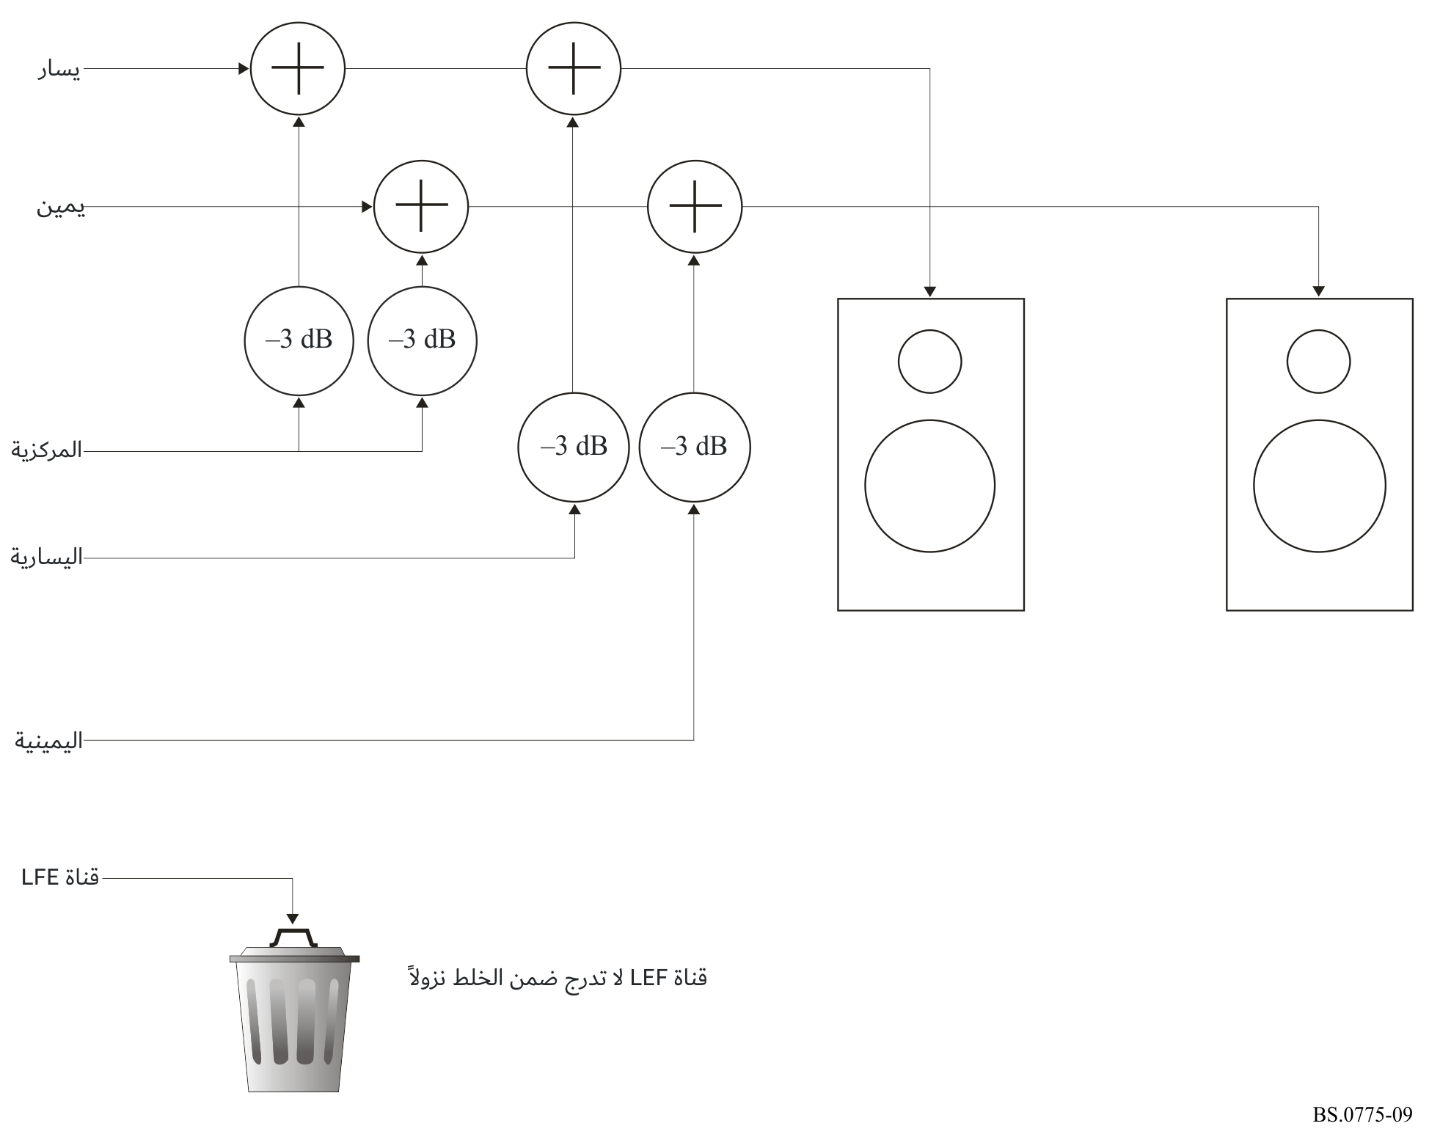 يسار
يمين
–3 dB
–3 dB
المركزية
–3 dB
–3 dB
اليسارية
اليمينية
قناة LFE
قناة LEF لا تدرج ضمن الخلط نزولاً
BS.0775-09